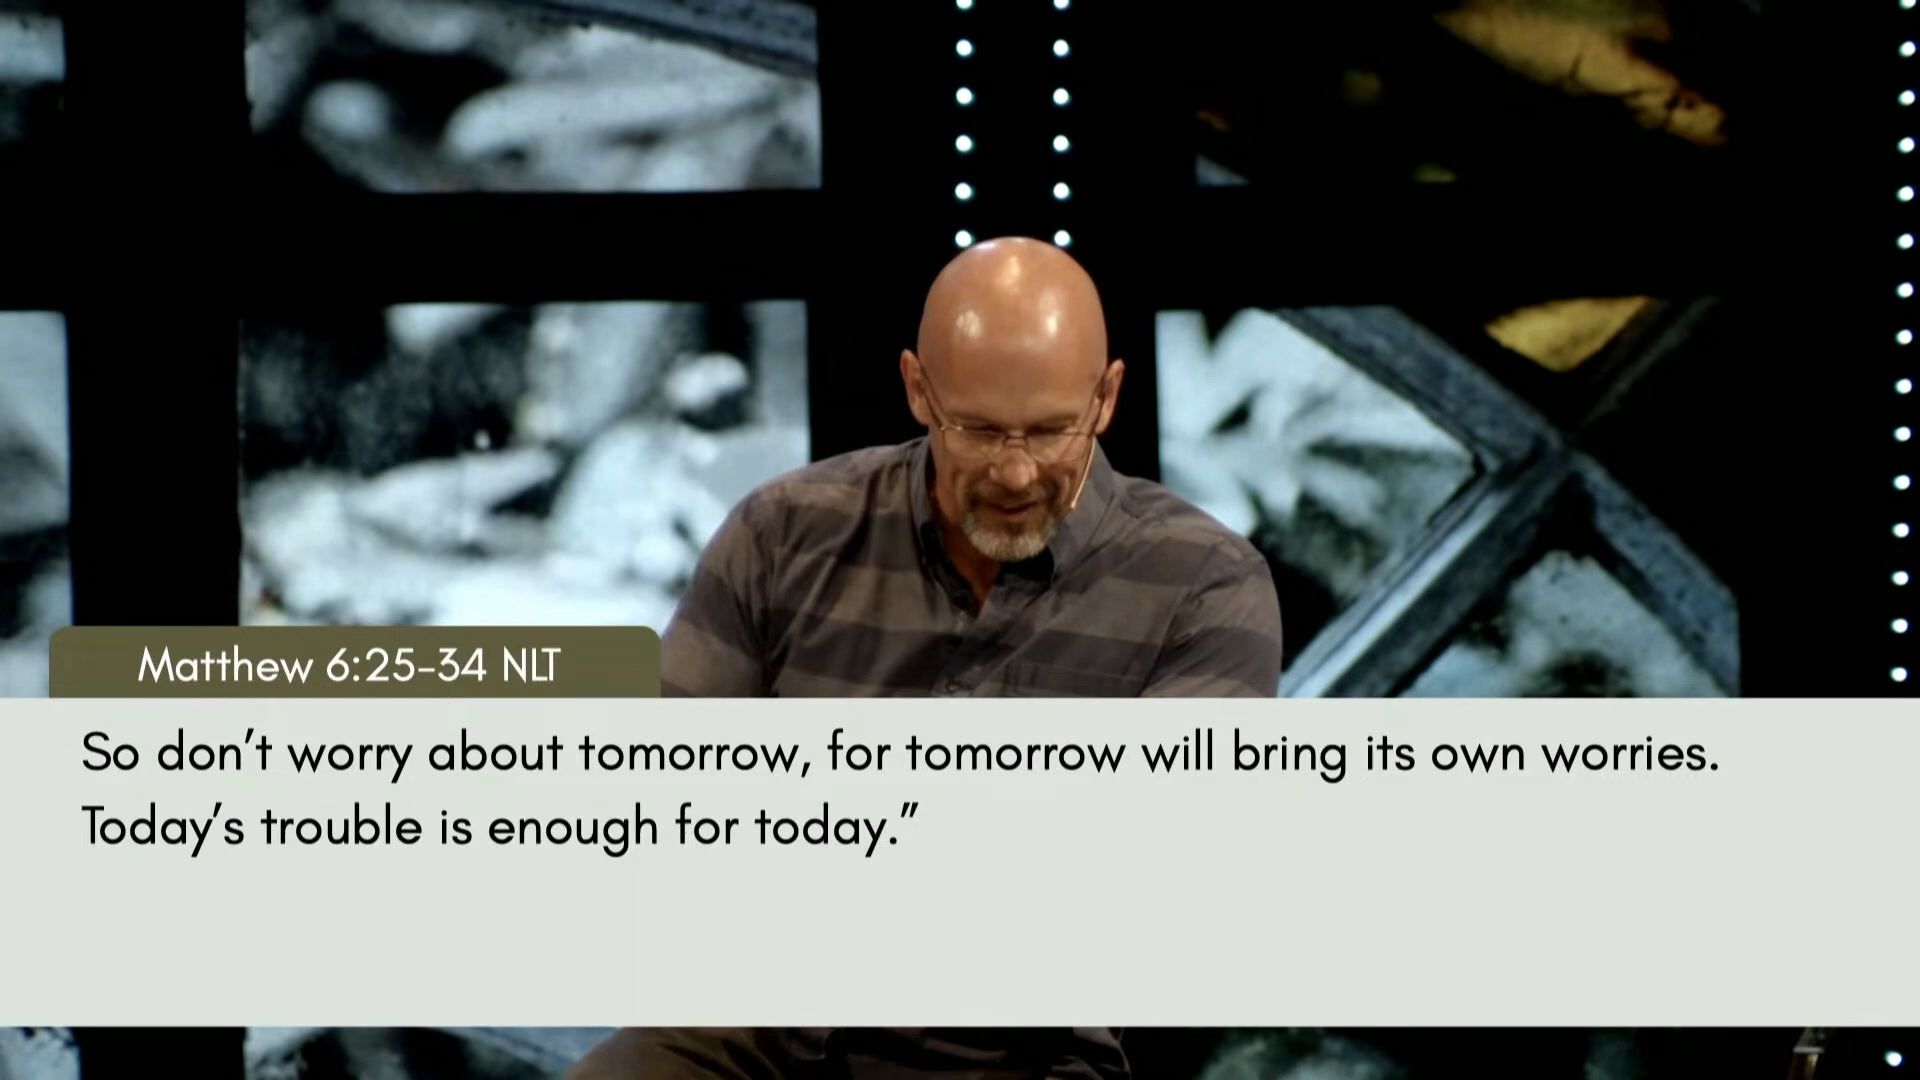 Matthew 6:25-34 NLT
So don’t worry about tomorrow, for tomorrow will bring its own worries.
Today’s trouble is enough for today.”